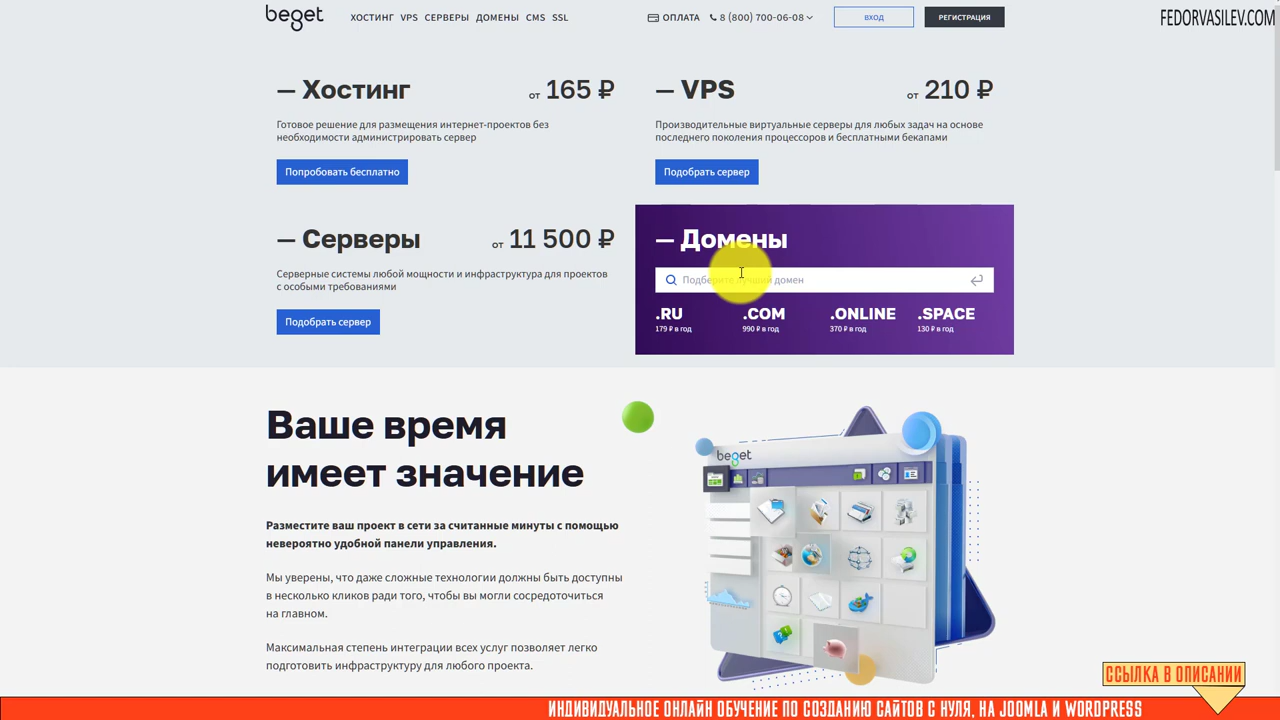 beget
ХОСТИНГ VPS СЕРВЕРЫ ДОМЕНЫ CMS SSL
ОПЛАТА 8 (800) 700-06-08
ВХОД
РЕГИСТРАЦИЯ
FEDORVASILEV.COM
— Хостинг
от 165 ₽
Готовое решение для размещения интернет-проектов без
необходимости администрировать сервер
Попробовать бесплатно
— VPS
от 210 ₽
Производительные виртуальные серверы для любых задач на основе
последнего поколения процессоров и бесплатными бекапами
Подобрать сервер
— Серверы
от 11 500 ₽
Серверные системы любой мощности и инфраструктура для проектов
с особыми требованиями
Подобрать сервер
— Домены
Подберите лучший домен
.RU .COM .ONLINE .SPACE
179 ₽ в год 990 ₽ в год 370 ₽ в год 130 ₽ в год
Ваше время
имеет значение
Разместите ваш проект в сети за считанные минуты с помощью
невероятно удобной панели управления.
Мы уверены, что даже сложные технологии должны быть доступны
в несколько кликов ради того, чтобы вы могли сосредоточиться
на главном.
Максимальная степень интеграции всех услуг позволяет легко
подготовить инфраструктуру для любого проекта.
beget
ССЫЛКА В ОПИСАНИИ
ИНДИВИДУАЛЬНОЕ ОНЛАЙН ОБУЧЕНИЕ ПО СОЗДАНИЮ САЙТОВ С НУЛЯ, НА JOOMLA И WORDPRESS